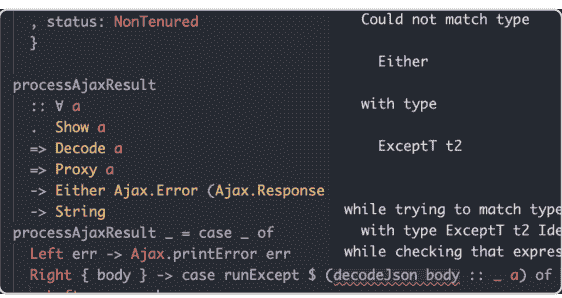 , status: NonTenured
}
processAjaxResult
:: ∀ a
. Show a
=> Decode a
=> Proxy a
-> Either Ajax.Error (Ajax.Response
-> String
processAjaxResult _ = case _ of
Left err -> Ajax.printError err
Right { body } -> case runExcept $ (decodeJson body :: _ a) of
Could not match type
Either
with type
ExceptT t2
while trying to match type
with type ExceptT t2 Ide
while checking that expres